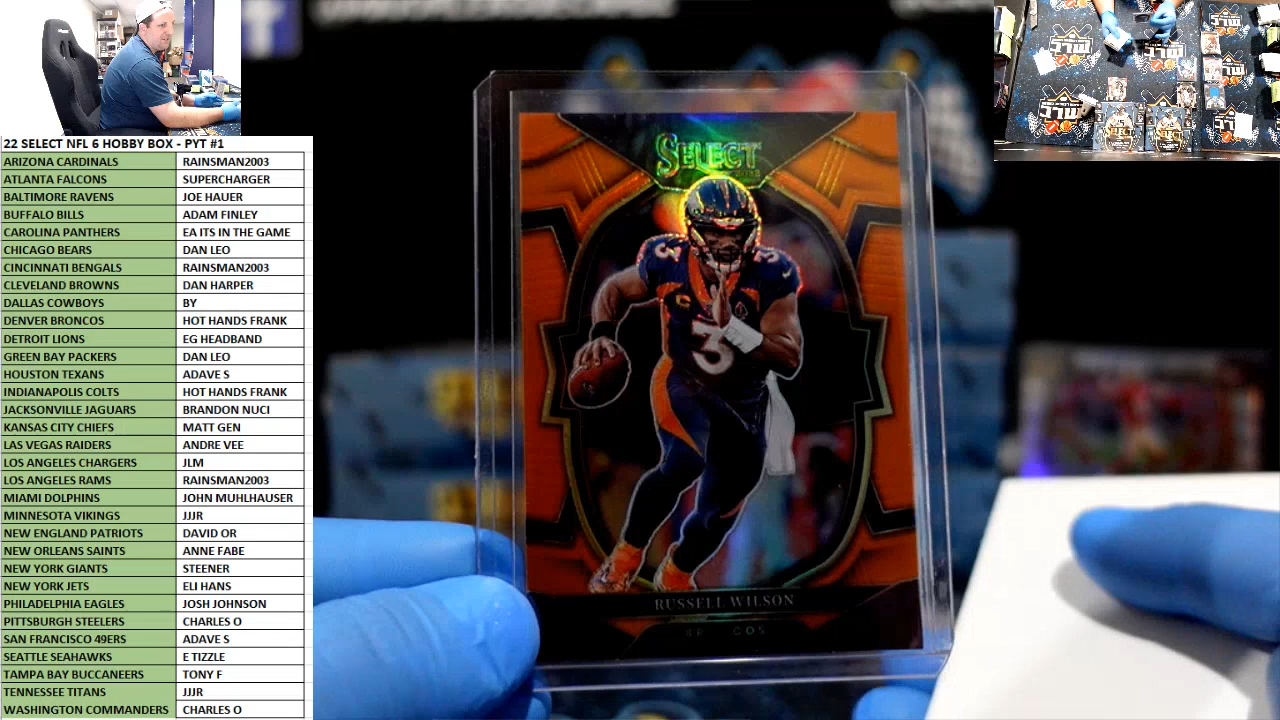 22 SELECT NFL 6 HOBBY BOX - PYT #1
ARIZONA CARDINALS RAINSMAN2003
ATLANTA FALCONS SUPERCHARGER
BALTIMORE RAVENS JOE HAUER
BUFFALO BILLS ADAM FINLEY
CAROLINA PANTHERS EA ITS IN THE GAME
CHICAGO BEARS DAN LEO
CINCINNATI BENGALS RAINSMAN2003
CLEVELAND BROWNS DAN HARPER
DALLAS COWBOYS BY
DENVER BRONCOS HOT HANDS FRANK
DETROIT LIONS EG HEADBAND
GREEN BAY PACKERS DAN LEO
HOUSTON TEXANS ADAVE S
INDIANAPOLIS COLTS HOT HANDS FRANK
JACKSONVILLE JAGUARS BRANDON NUCI
KANSAS CITY CHIEFS MATT GEN
LAS VEGAS RAIDERS ANDRE VEE
LOS ANGELES CHARGERS JLM
LOS ANGELES RAMS RAINSMAN2003
MIAMI DOLPHINS JOHN MUHLHAUSER
MINNESOTA VIKINGS JJJR
NEW ENGLAND PATRIOTS DAVID OR
NEW ORLEANS SAINTS ANNE FABE
NEW YORK GIANTS STEENER
NEW YORK JETS ELI HANS
PHILADELPHIA EAGLES JOSH JOHNSON
PITTSBURGH STEELERS CHARLES O
SAN FRANCISCO 49ERS ADAVE S
SEATTLE SEAHAWKS E TIZZLE
TAMPA BAY BUCCANEERS TONY F
TENNESSEE TITANS JJJR
WASHINGTON COMMANDERS CHARLES O
SELECT
3
3
3
RUSSELL WILSON